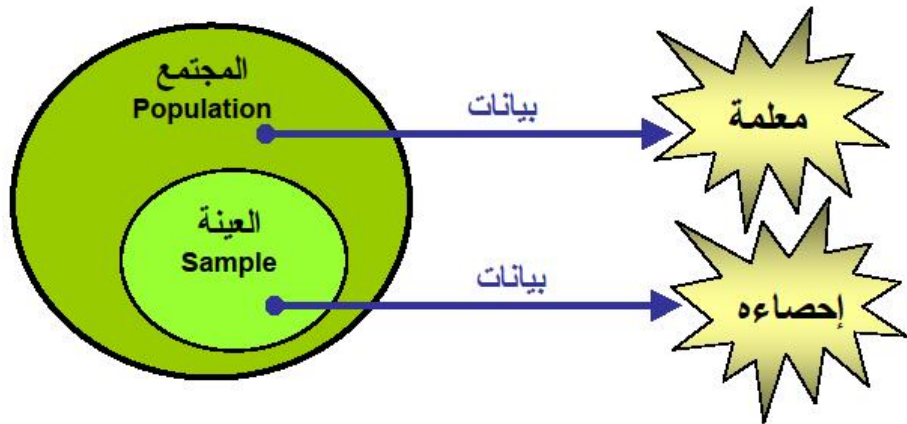 المجتمع
Population
بيانات
معلمة
العينة
Sample
بيانات
إحصاءه